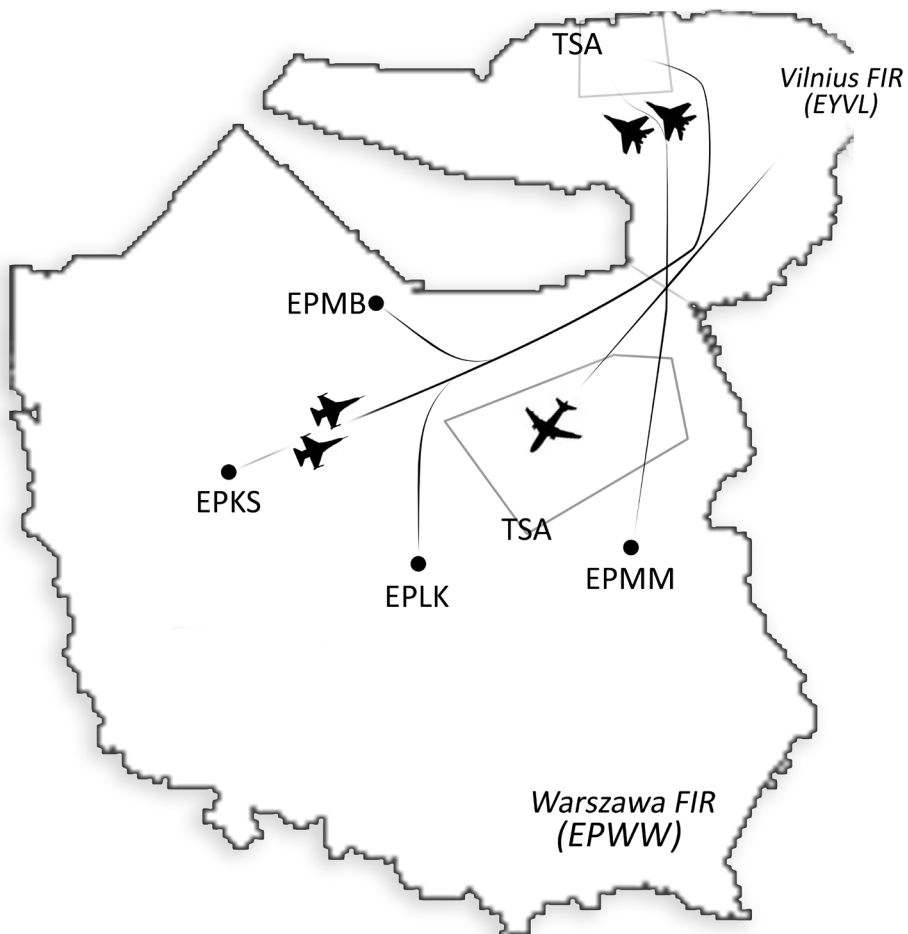 TSA
Vilnius FIR
(EYVL)
EPMB
EPKS
TSA
EPLK
EPMM
Warszawa FIR
(EPWW)